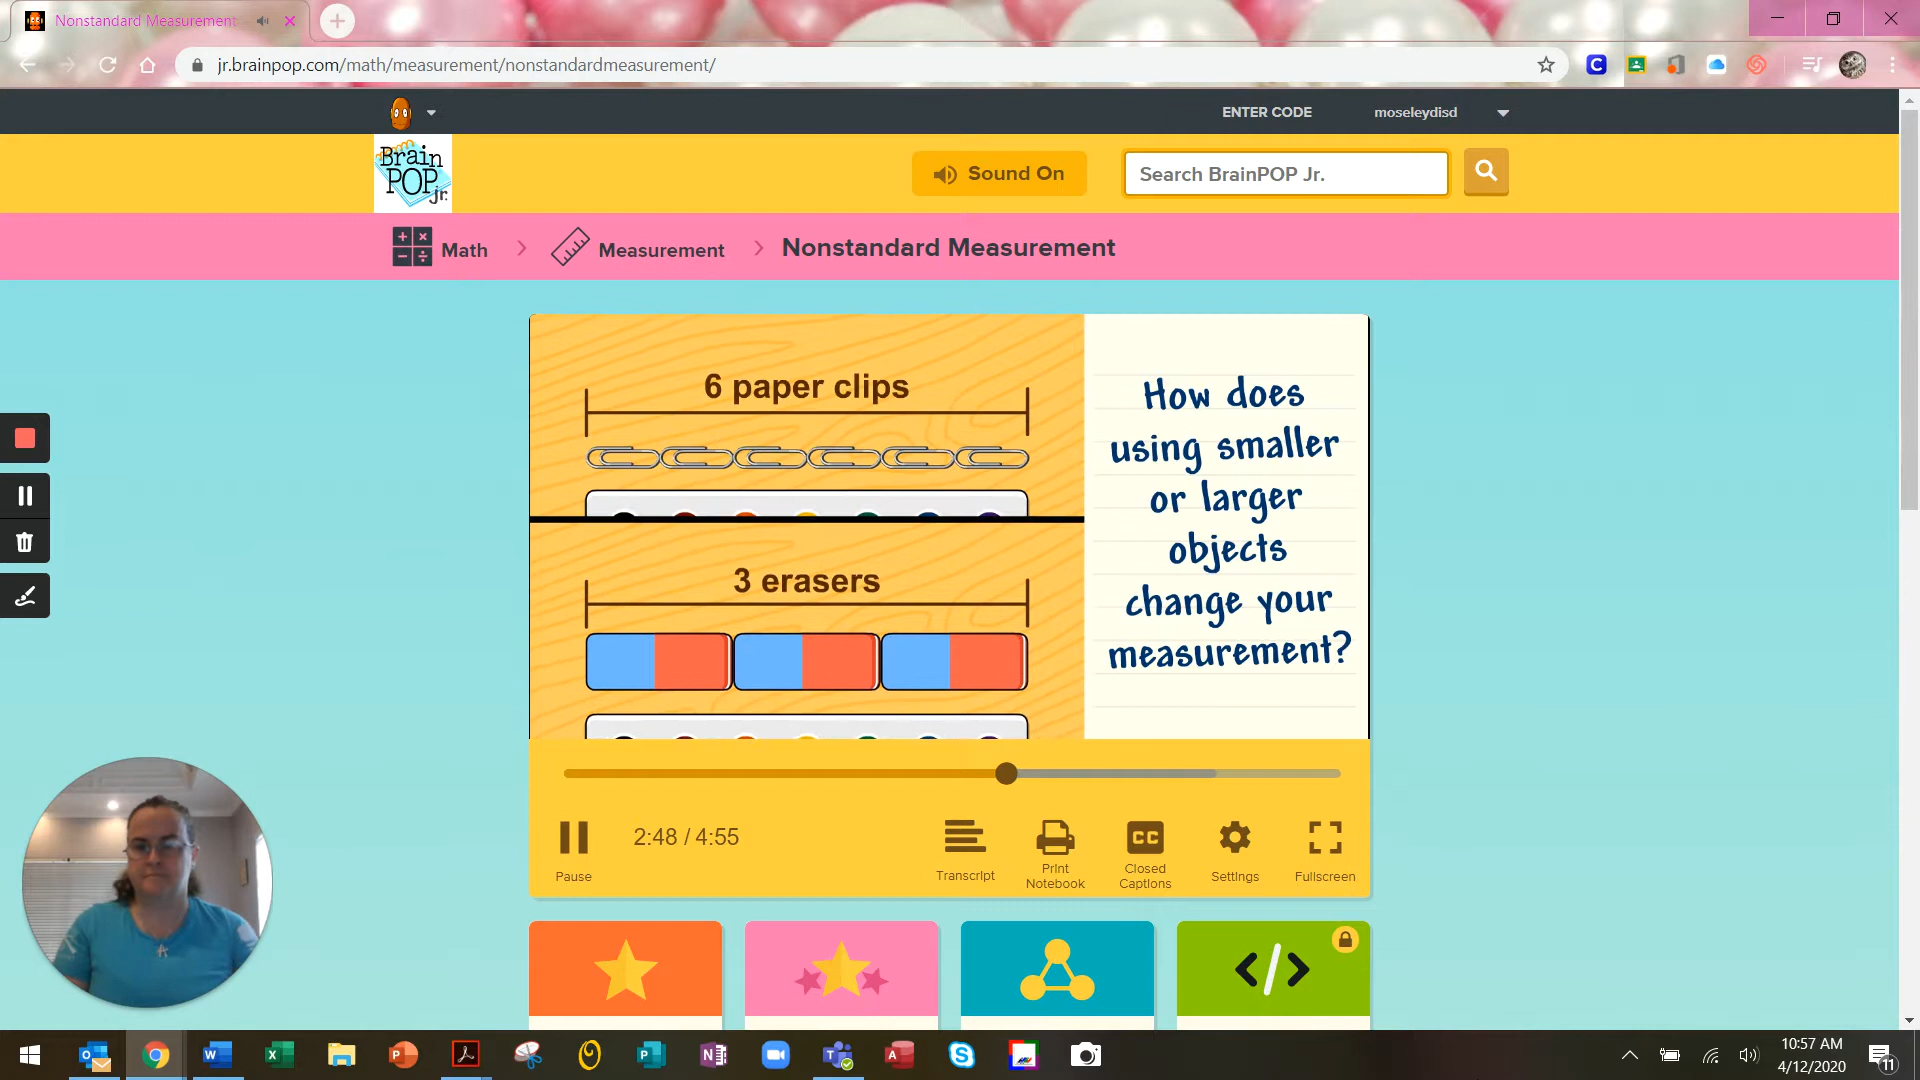 Nonstandard Measurement
jr.brainpop.com/math/measurement/nonstandardmeasurement/
ENTER CODE
moseleydisd
Brain
POP
jr.
Sound On
Search BrainPOP Jr.
Math
Measurement
Nonstandard Measurement
6 paper clips
3 erasers
How does
using smaller
or larger
objects
change your
measurement?
2:48 / 4:55
Pause
Transcript
Print
Notebook
CC
Closed
Captions
Settings
Fullscreen
10:57 AM
4/12/2020
11